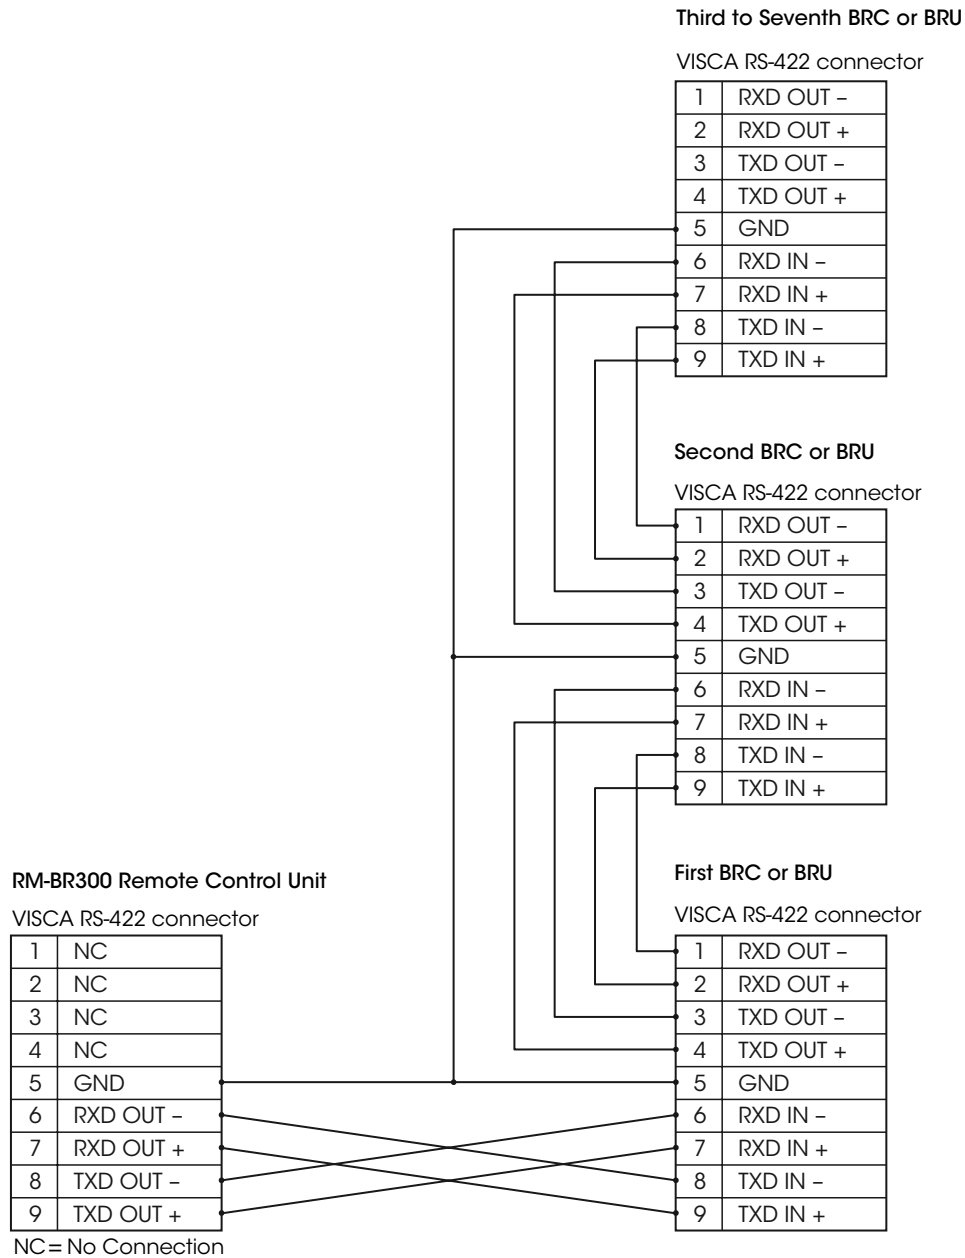 Third to Seventh BRC or BRU
VISCA RS-422 connector
1 RXD OUT –
2 RXD OUT +
3 TXD OUT –
4 TXD OUT +
5 GND
6 RXD IN –
7 RXD IN +
8 TXD IN –
9 TXD IN +
Second BRC or BRU
VISCA RS-422 connector
1 RXD OUT –
2 RXD OUT +
3 TXD OUT –
4 TXD OUT +
5 GND
6 RXD IN –
7 RXD IN +
8 TXD IN –
9 TXD IN +
RM-BR300 Remote Control Unit
VISCA RS-422 connector
1 NC
2 NC
3 NC
4 NC
5 GND
6 RXD OUT –
7 RXD OUT +
8 TXD OUT –
9 TXD OUT +
NC= No Connection
First BRC or BRU
VISCA RS-422 connector
1 RXD OUT –
2 RXD OUT +
3 TXD OUT –
4 TXD OUT +
5 GND
6 RXD IN –
7 RXD IN +
8 TXD IN –
9 TXD IN +